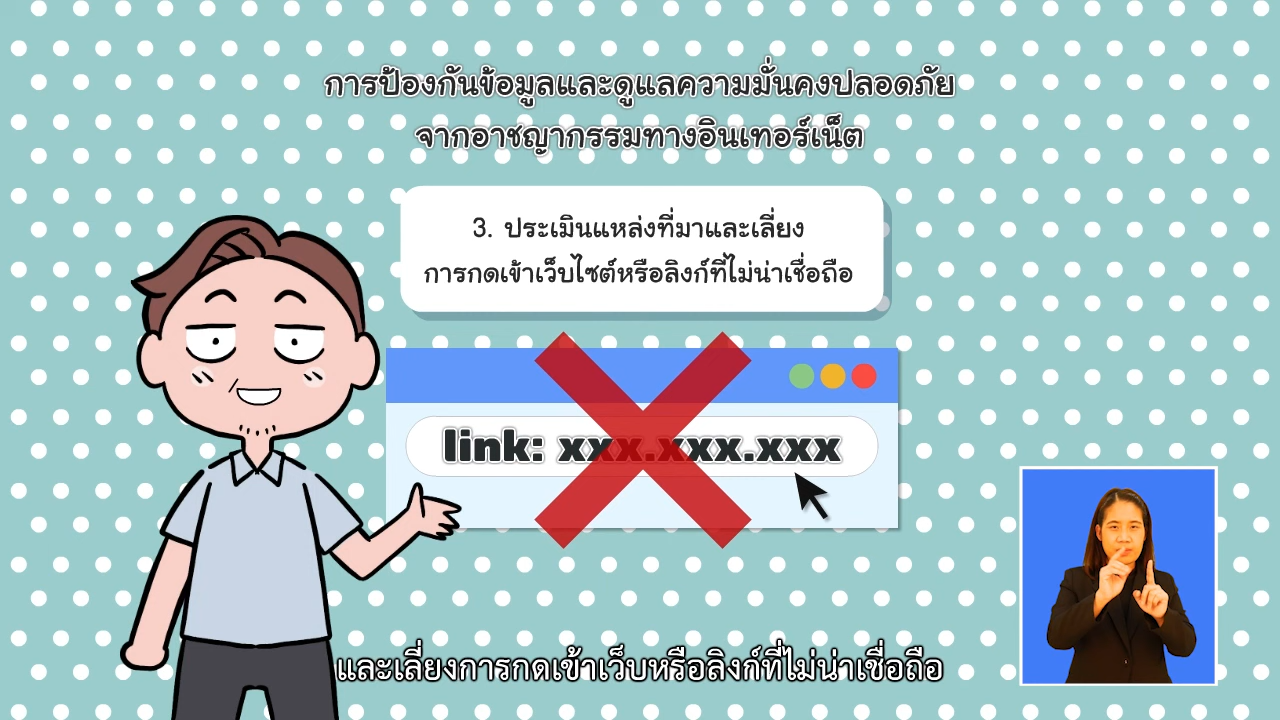 การป้องกันข้อมูลและดูแลความมั่นคงปลอดภัย
จากอาชญากรรมทางอินเทอร์เน็ต
3. ประเมินแหล่งที่มาและเลี่ยง
การกดเข้าเว็บไซต์หรือลิงก์ที่ไม่น่าเชื่อถือ
link: xxx.xxx.xxx
และเลี่ยงการกดเข้าเว็บหรือลิงก์ที่ไม่น่าเชื่อถือ